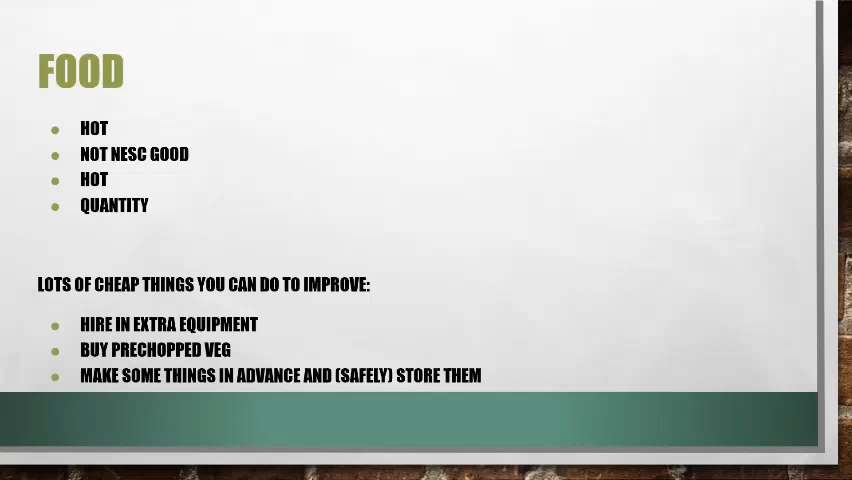 FOOD
HOT
NOT NESC GOOD
HOT
QUANTITY
LOTS OF CHEAP THINGS YOU CAN DO TO IMPROVE:
HIRE IN EXTRA EQUIPMENT
BUY PRECHOPPED VEG
MAKE SOME THINGS IN ADVANCE AND (SAFELY) STORE THEM